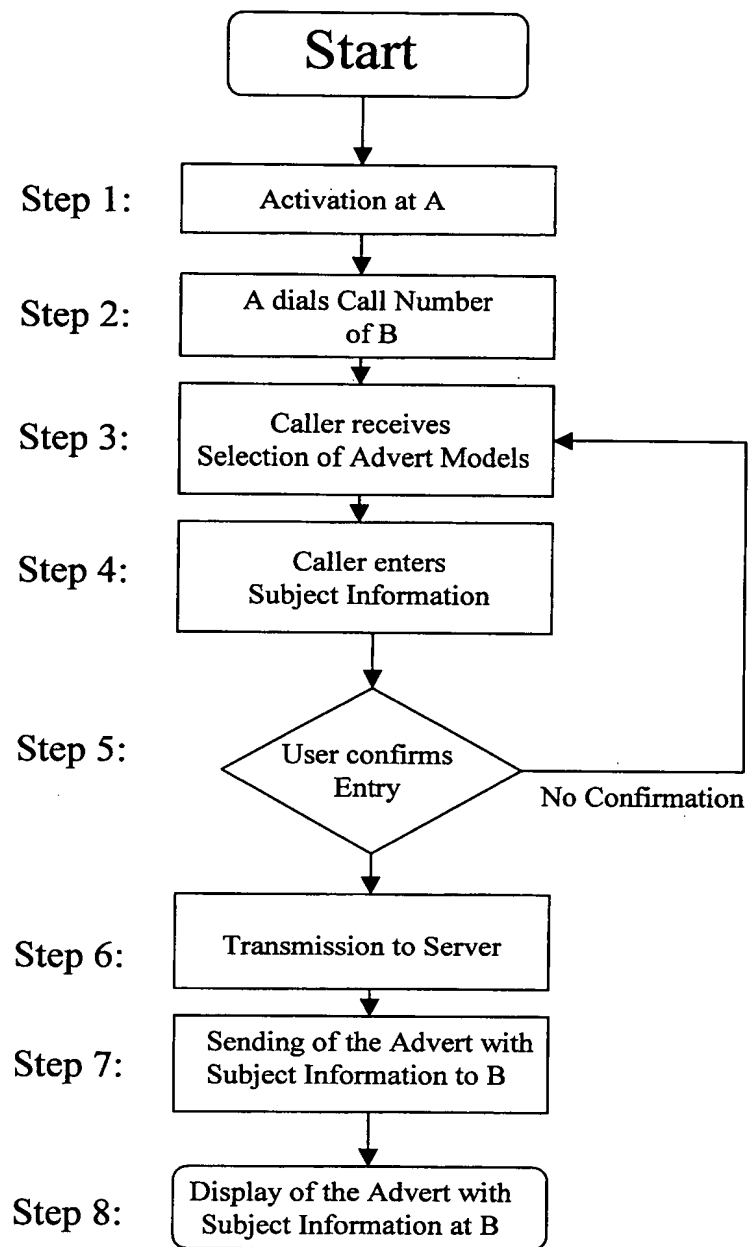 Start
Step 1:
Activation at A
Step 2:
A dials Call Number
of B
Step 3:
Caller receives
Selection of Advert Models
Step 4:
Caller enters
Subject Information
Step 5:
User confirms
Entry
No Confirmation
Step 6:
Transmission to Server
Step 7:
Sending of the Advert with
Subject Information to B
Step 8:
Display of the Advert with
Subject Information at B